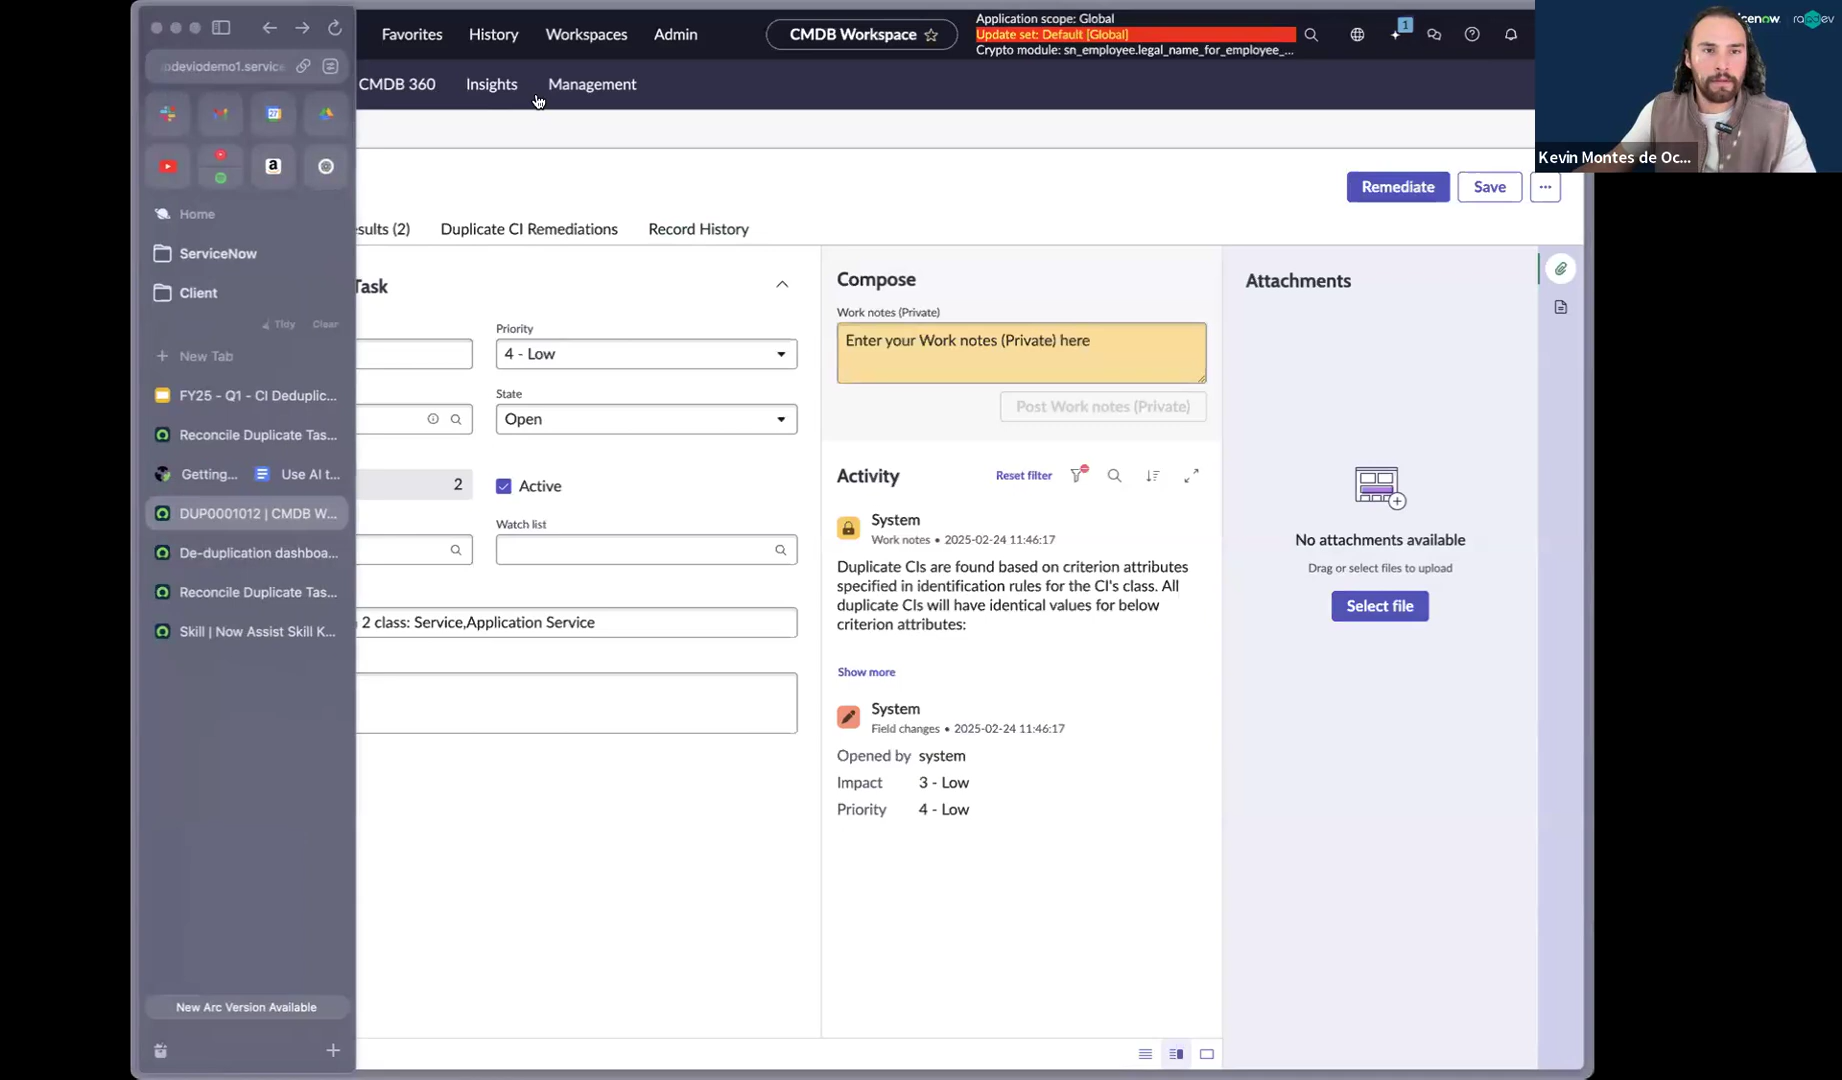 Favorites
History
Workspaces
Admin
CMDB Workspace
Application scope: Global
Update set: Default [Global]
Crypto module: sn_employee.legal_name_for_employee_...
1
Kevin Montes de Oc...
CMDB 360
Insights
Management
Remediate
Save
27
a
Home
ServiceNow
Client
Tidy
Clear
New Tab
FY25 - Q1 - CI Deduplic...
Reconcile Duplicate Tas...
Getting...
Use AI t...
DUP0001012 | CMDB W...
De-duplication dashboa...
Reconcile Duplicate Tas...
Skill | Now Assist Skill K...
New Arc Version Available
Duplicate CI Remediations
Record History
Task
Priority
4 - Low
State
Open
2
Active
Watch list
2 class: Service,Application Service
Compose
Work notes (Private)
Enter your Work notes (Private) here
Post Work notes (Private)
Activity
Reset filter
System
Work notes • 2025-02-24 11:46:17
Duplicate CIs are found based on criterion attributes
specified in identification rules for the CI's class. All
duplicate CIs will have identical values for below
criterion attributes:
Show more
System
Field changes • 2025-02-24 11:46:17
Opened by system
Impact 3 - Low
Priority 4 - Low
Attachments
No attachments available
Drag or select files to upload
Select file